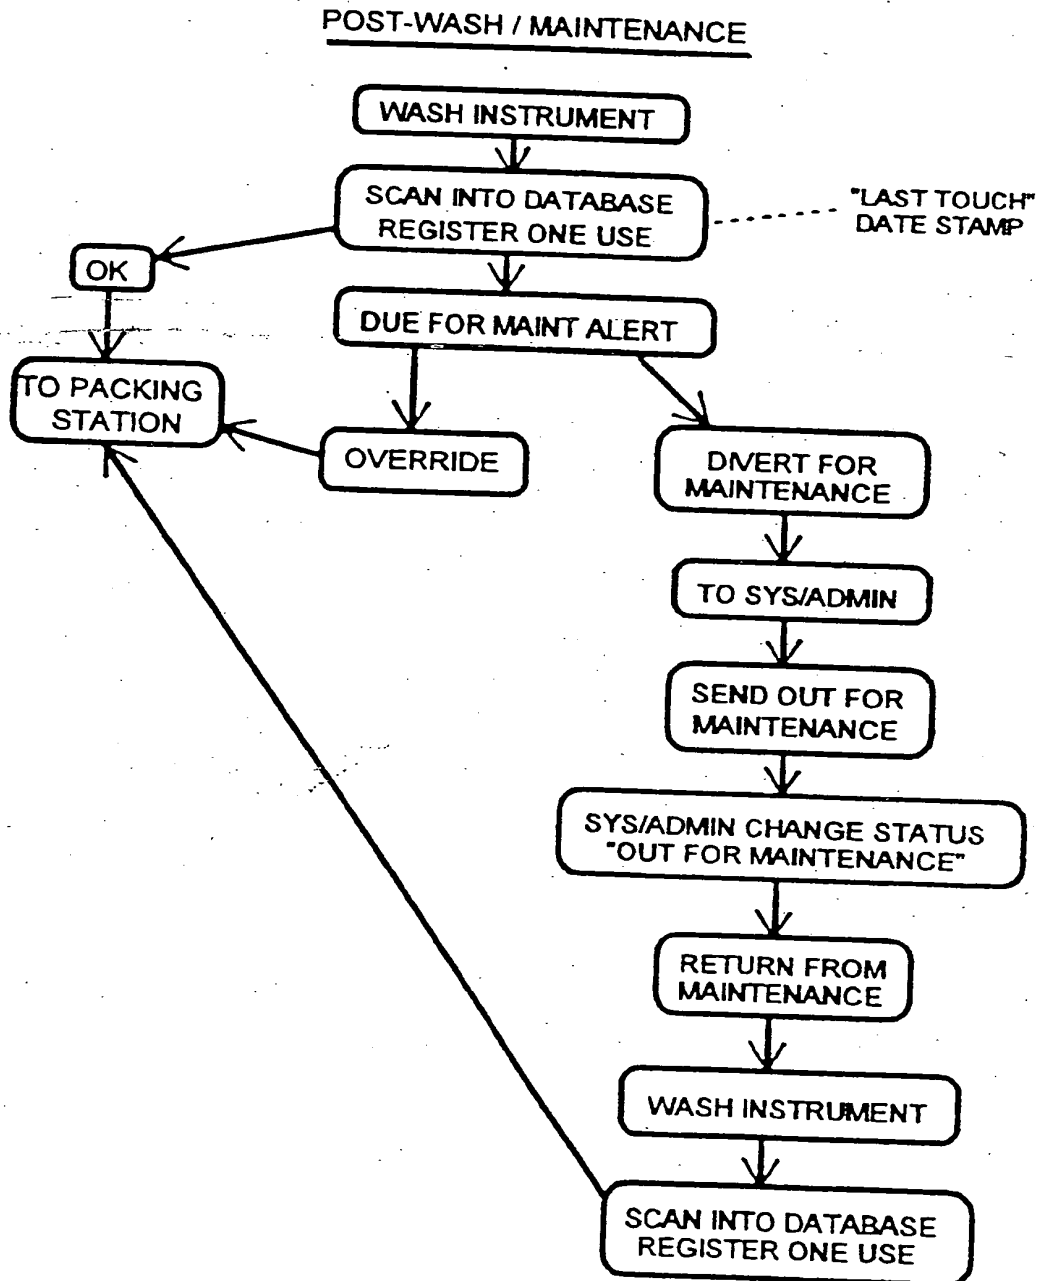 POST-WASH / MAINTENANCE
WASH INSTRUMENT
SCAN INTO DATABASE
REGISTER ONE USE
"LAST TOUCH"
DATE STAMP
OK
DUE FOR MAINT ALERT
TO PACKING
STATION
OVERRIDE
DIVERT FOR
MAINTENANCE
TO SYS/ADMIN
SEND OUT FOR
MAINTENANCE
SYS/ADMIN CHANGE STATUS
"OUT FOR MAINTENANCE"
RETURN FROM
MAINTENANCE
WASH INSTRUMENT
SCAN INTO DATABASE
REGISTER ONE USE